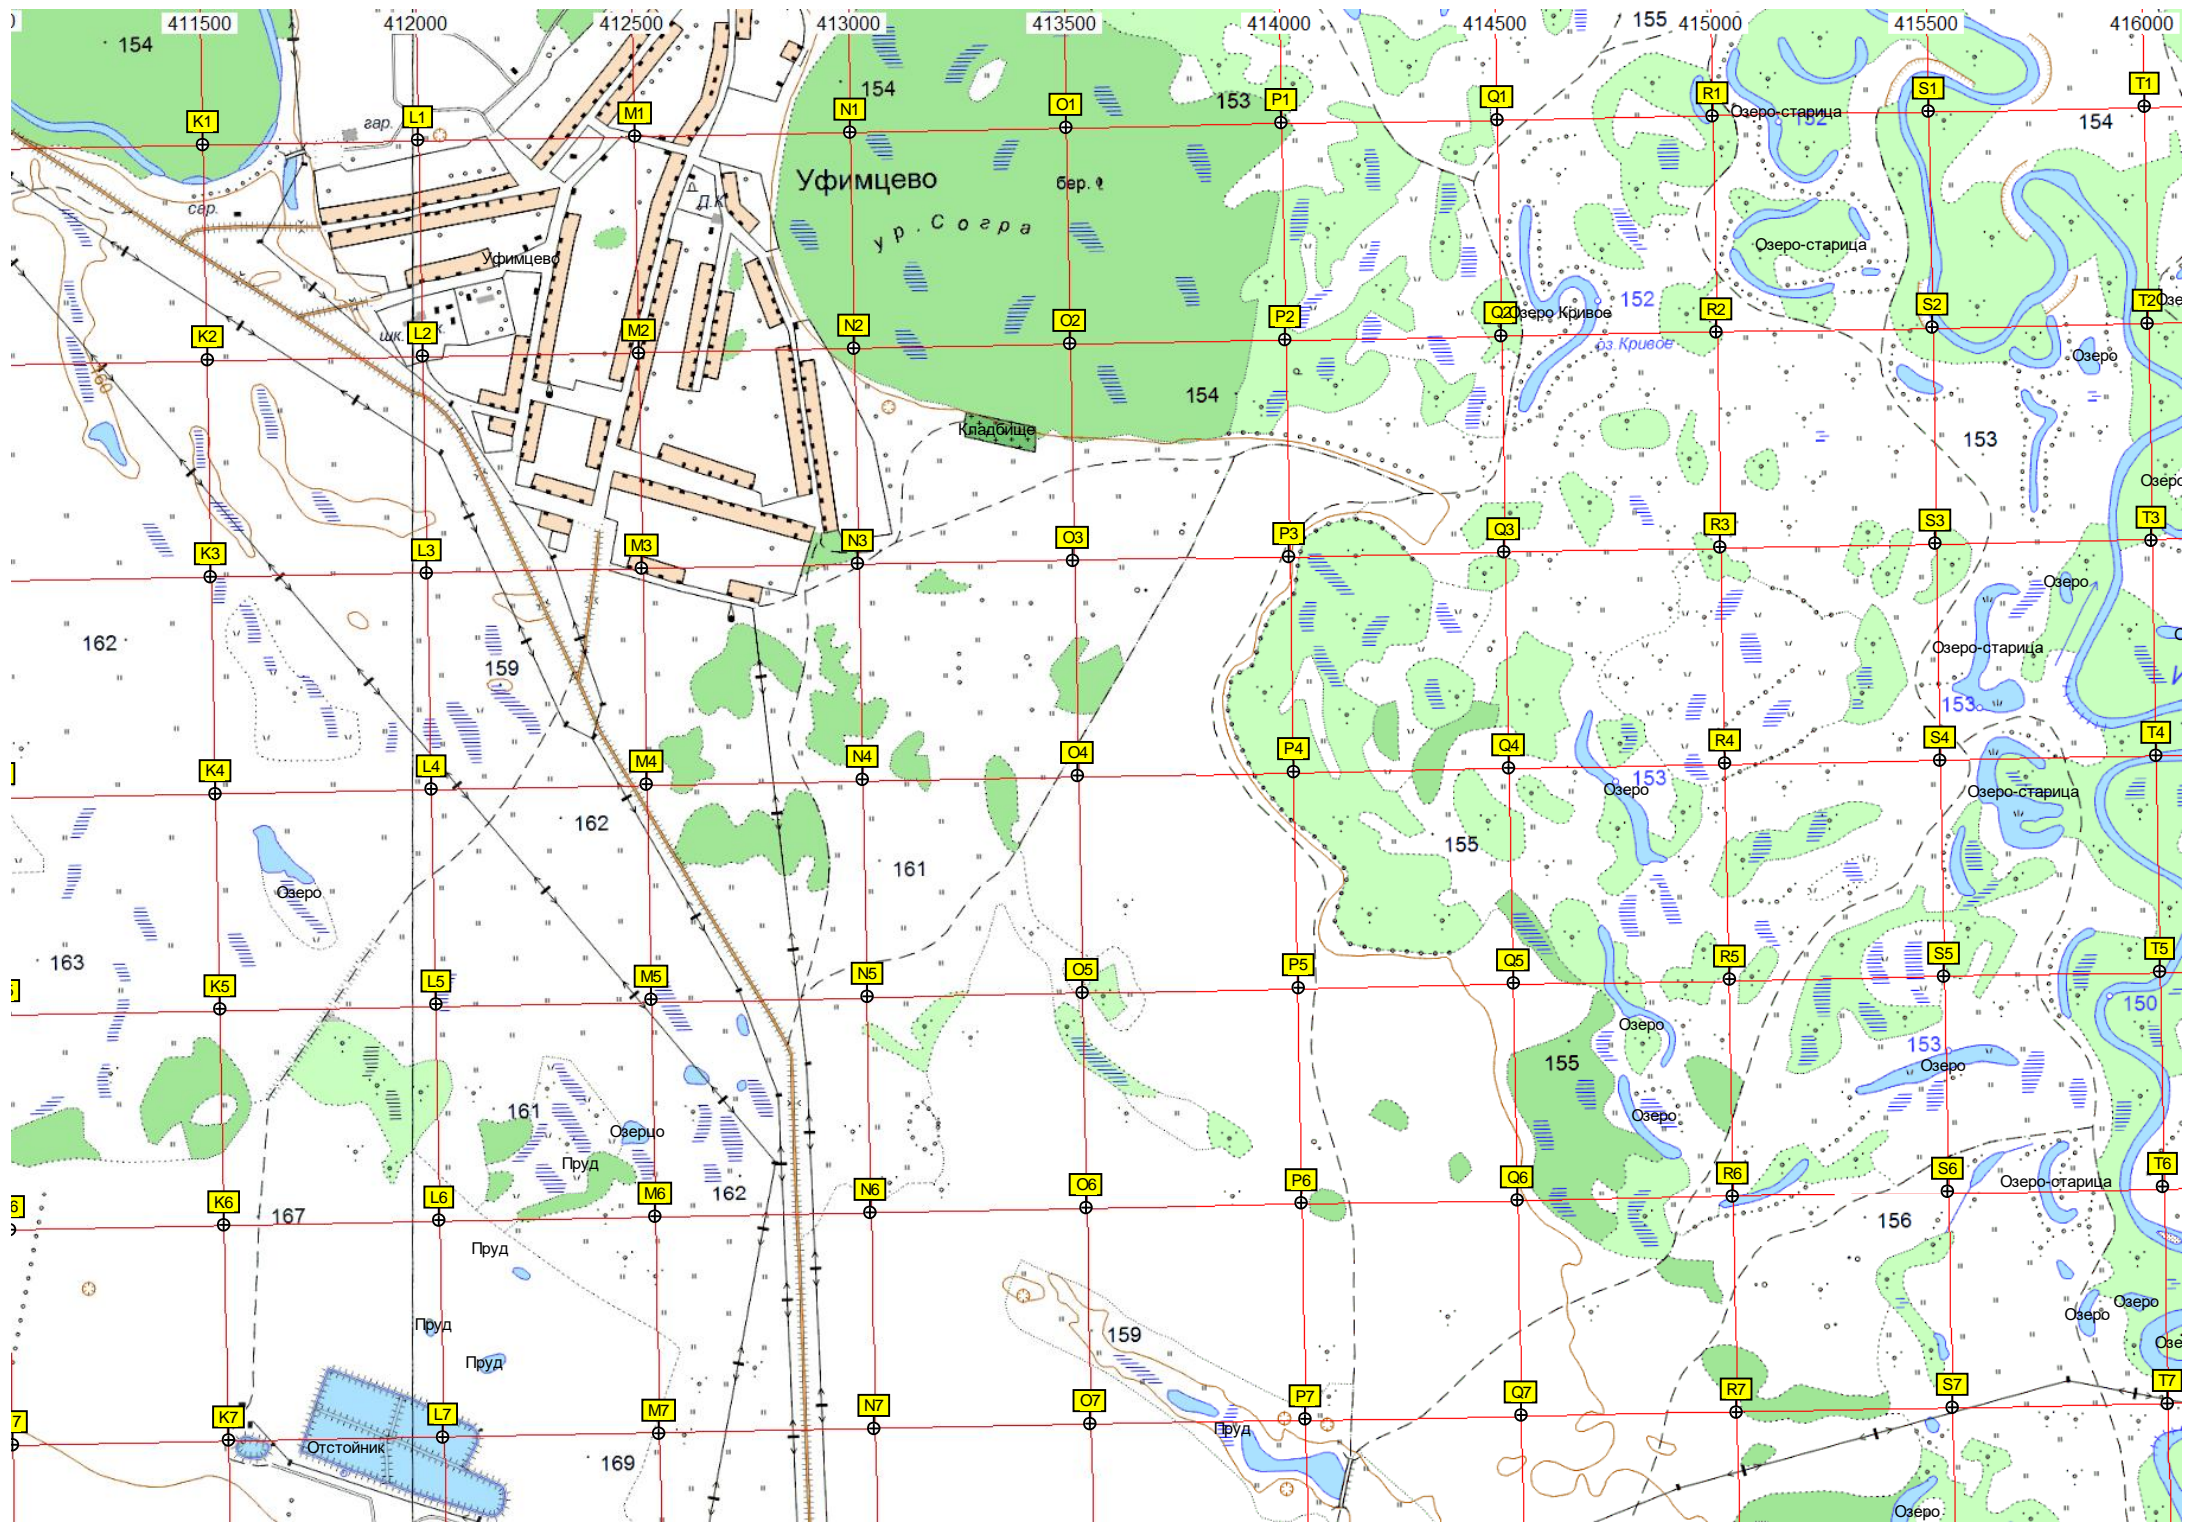 411500 412000 412500 413000 413500 414000 414500 415000 415500 416000
155
154
154
153
K1 L1 M1 N1 O1 P1 Q1 R1 S1 T1
гар.
Озеро-старица
152
154
Уфимцево
бер.
сар.
Д.К.
ур. Согра
Озеро-старица
Уфимцево
152
K2 L2 M2 N2 O2 P2 Q2 R2 S2 T2
Озеро Кривое
шк.
оз.Кривое
Озеро
160
154
Кладбище
153
Озеро
K3 L3 M3 N3 O3 P3 Q3 R3 S3 T3
Озеро
162
159
Озеро-старица
153
K4 L4 M4 N4 O4 P4 Q4 R4 S4 T4
153
Озеро
Озеро-старица
162
155
161
Озеро
163
K5 L5 M5 N5 O5 P5 Q5 R5 S5 T5
150
Озеро
153
155
Озеро
161
Озеро
Озерцо
Пруд
162
K6 L6 M6 N6 O6 P6 Q6 R6 S6 T6
Озеро-старица
167
156
Пруд
Озеро
Озеро
Пруд
159
Пруд
K7 L7 M7 N7 O7 P7 Q7 R7 S7 T7
Пруд
Отстойник
169
Озеро